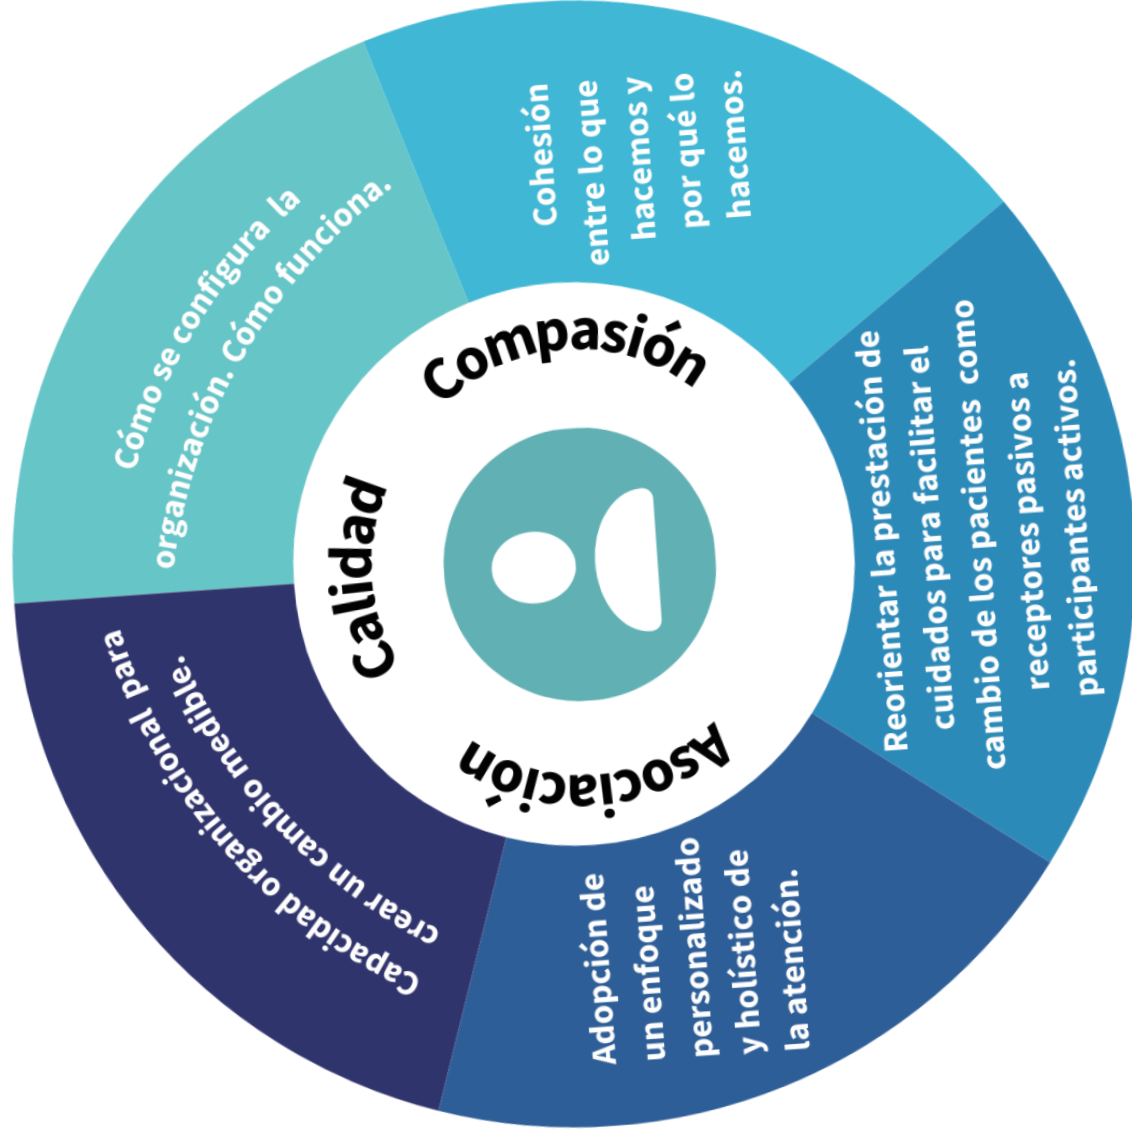 Compasión
Calidad
Asociación
Cohesión
entre lo que
hacemos y
por qué lo
hacemos.
Reorientar la prestación de
cuidados para facilitar el
cambio de los pacientes como
receptores pasivos a
participantes activos.
Adopción de
un enfoque
personalizado
y holístico de
la atención.
Capacidad organizacional para
crear un cambio medible.
Cómo se configura la
organización. Cómo funciona.